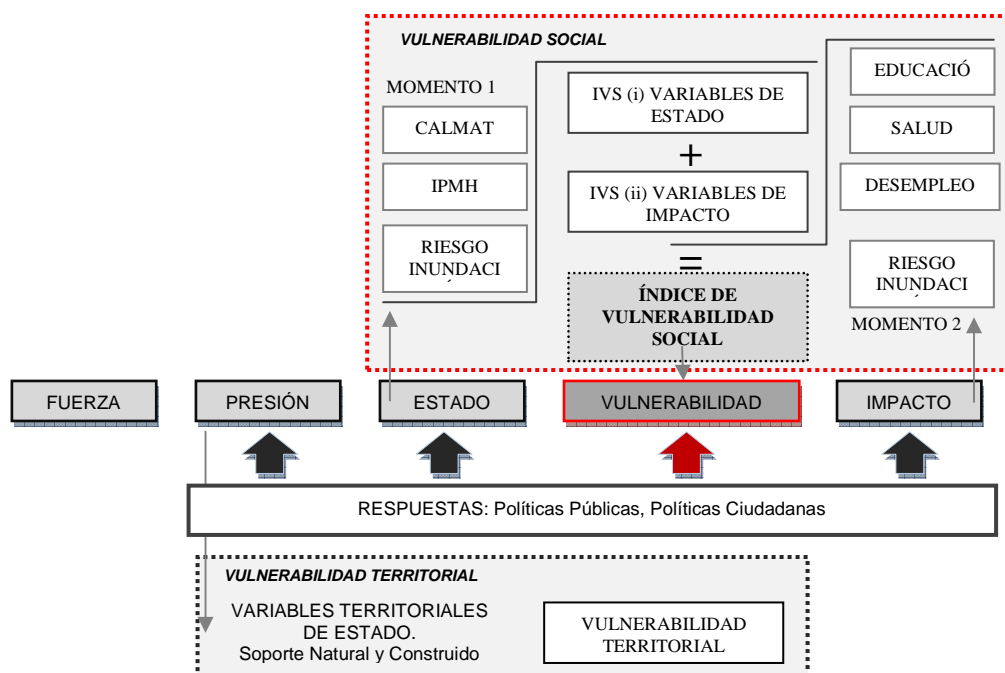 VULNERABILIDAD SOCIAL
MOMENTO 1
CALMAT
IPMH
RIESGO
INUNDACI
IVS (i) VARIABLES DE
ESTADO
+
IVS (ii) VARIABLES DE
IMPACTO
=
ÍNDICE DE
VULNERABILIDAD
SOCIAL
EDUCACIÓ
SALUD
DESEMPLEO
RIESGO
INUNDACI
MOMENTO 2
FUERZA
PRESIÓN
ESTADO
VULNERABILIDAD
IMPACTO
RESPUESTAS: Políticas Públicas, Políticas Ciudadanas
VULNERABILIDAD TERRITORIAL
VARIABLES TERRITORIALES
DE ESTADO.
Soporte Natural y Construido
VULNERABILIDAD
TERRITORIAL